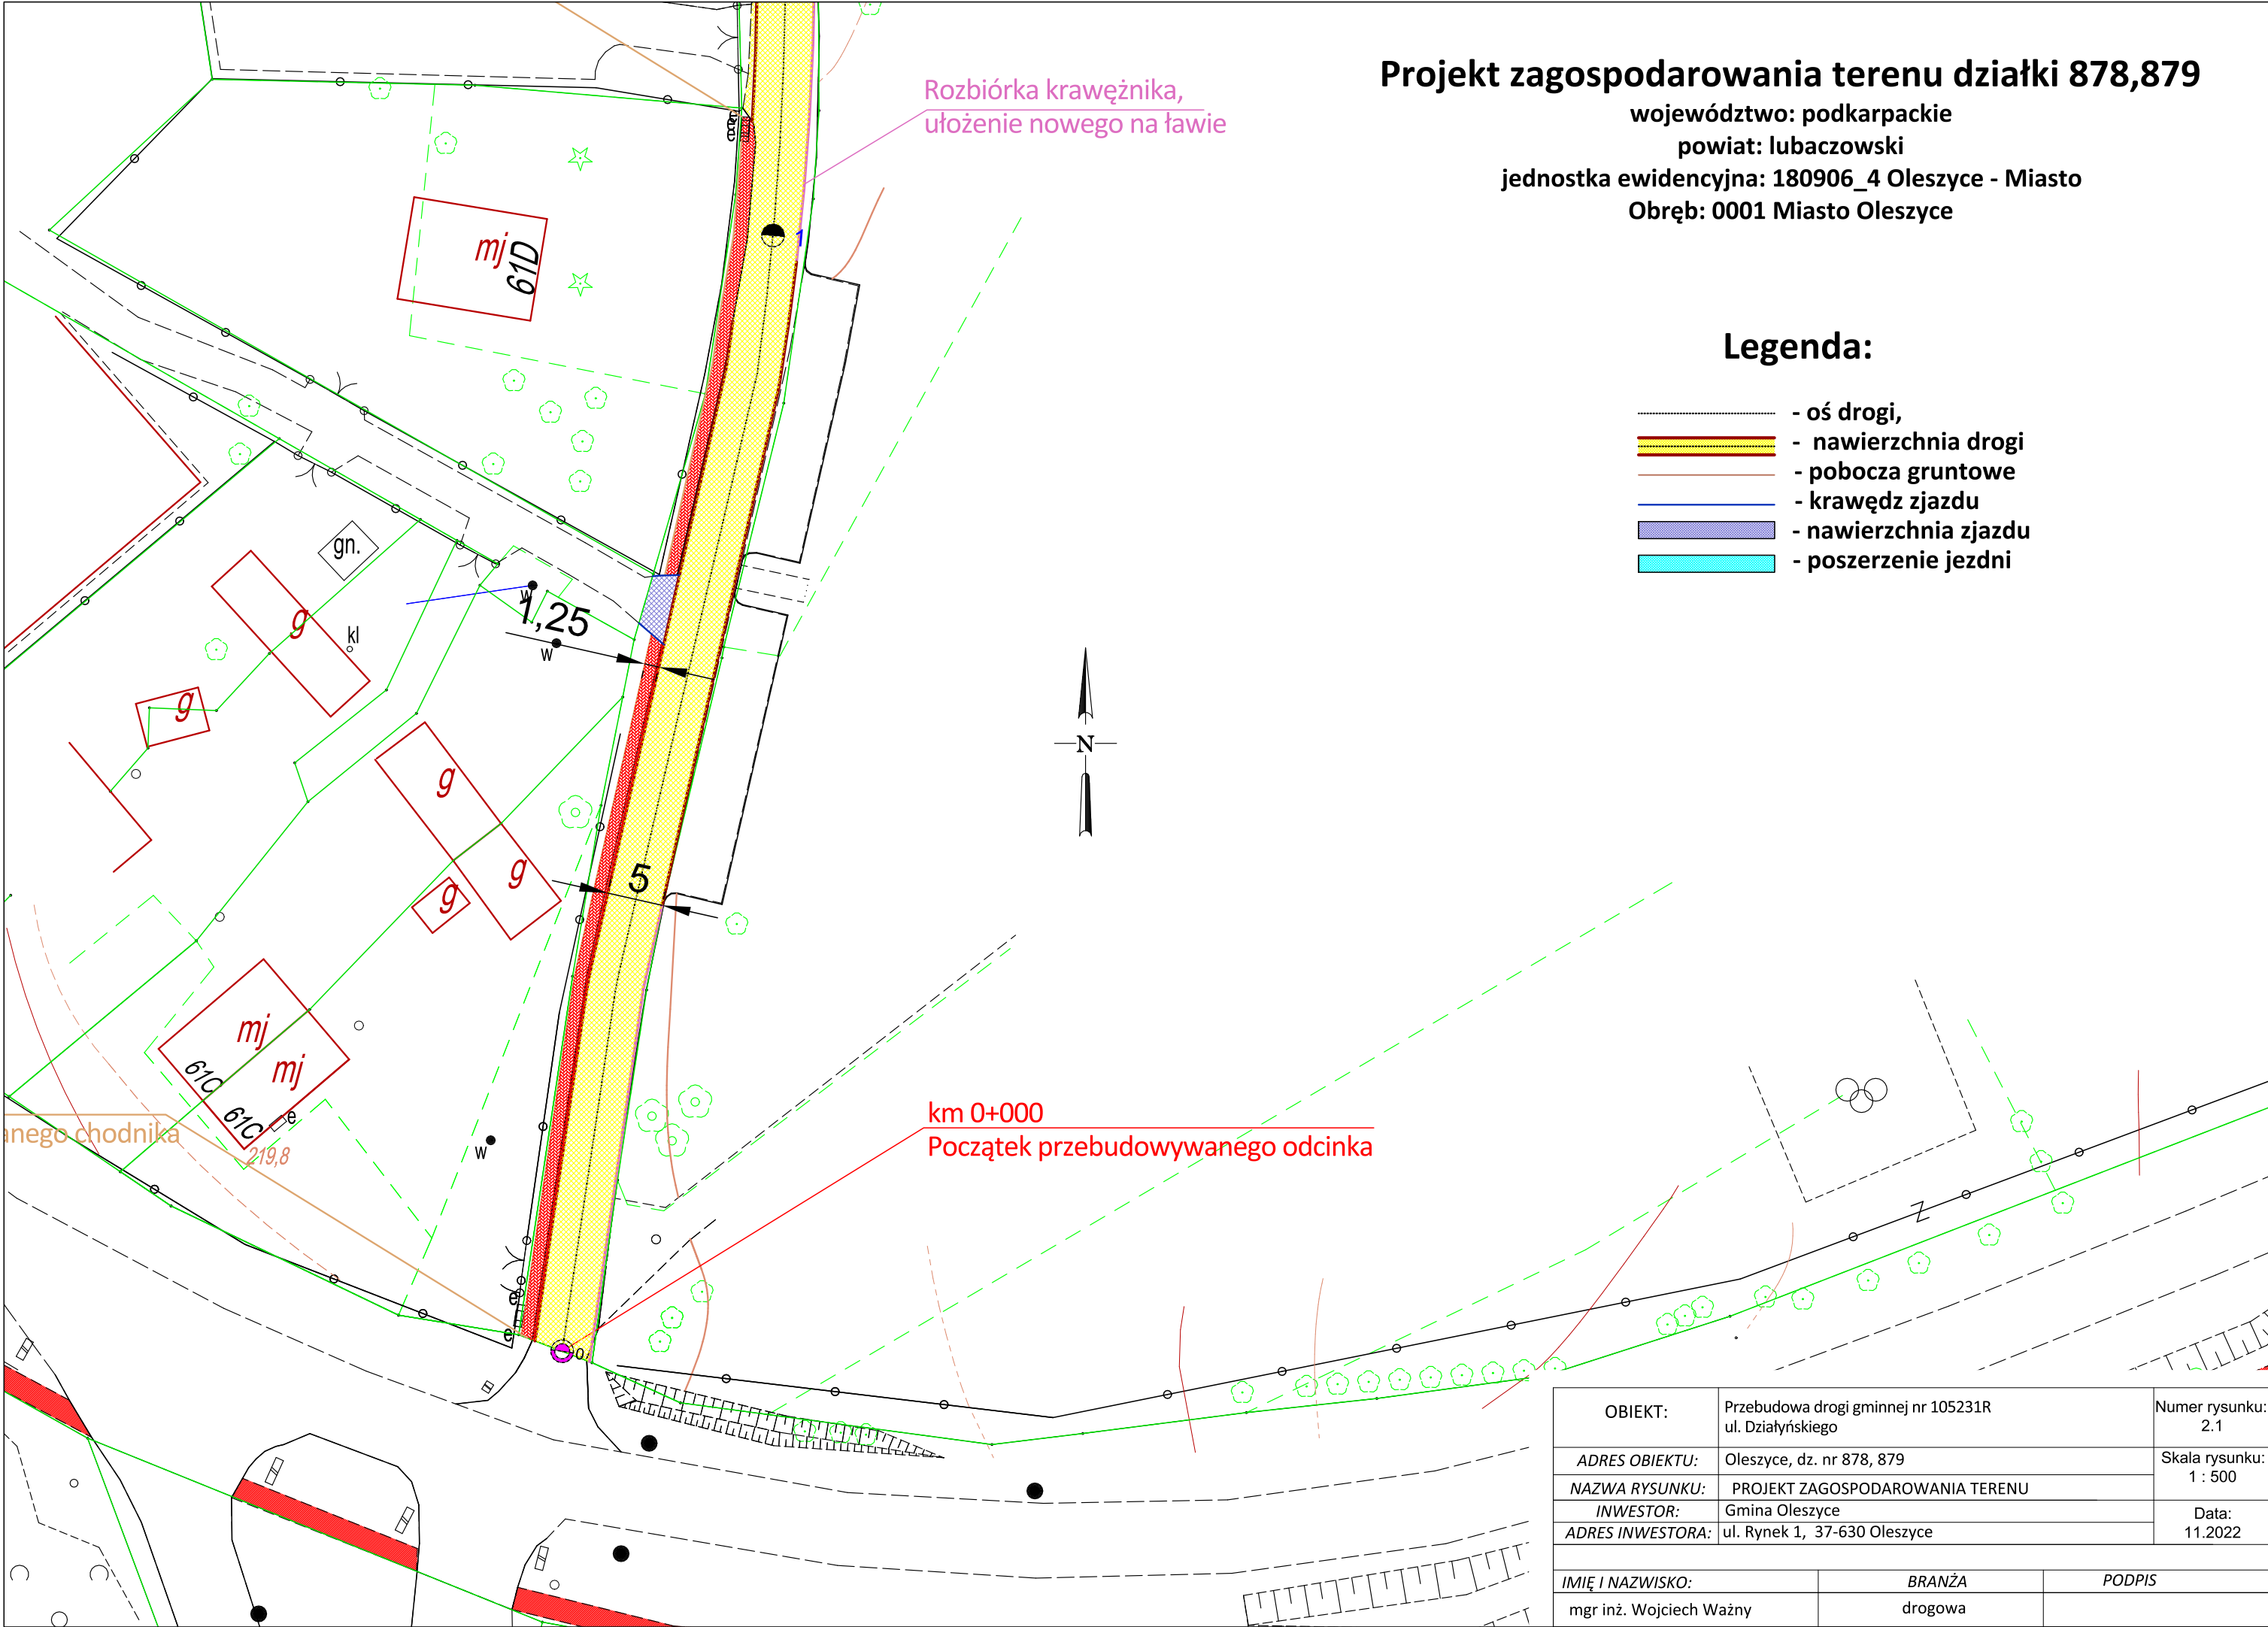 Projekt zagospodarowania terenu działki 878,879
województwo: podkarpackie
powiat: lubaczowski
jednostka ewidencyjna: 180906_4 Oleszyce - Miasto
Obręb: 0001 Miasto Oleszyce
Rozbiórka krawężnika,
ułożenie nowego na ławie
Legenda:
- oś drogi,
- nawierzchnia drogi
- pobocza gruntowe
- krawędz zjazdu
- nawierzchnia zjazdu
- poszerzenie jezdni
1
mj
61D
gn.
g
kl
w
1,25
w
g
N
g
g
g
5
mj
mj
61C
61C
e
anego chodnika
219,8
w
km 0+000
Początek przebudowywanego odcinka
Z
e
e
0
OBIEKT:
Przebudowa drogi gminnej nr 105231R
ul. Działyńskiego
Numer rysunku:
2.1
ADRES OBIEKTU:
Oleszyce, dz. nr 878, 879
Skala rysunku:
1 : 500
NAZWA RYSUNKU:
PROJEKT ZAGOSPODAROWANIA TERENU
INWESTOR:
Gmina Oleszyce
Data:
11.2022
ADRES INWESTORA:
ul. Rynek 1, 37-630 Oleszyce
IMIĘ I NAZWISKO:
BRANŻA
PODPIS
mgr inż. Wojciech Ważny
drogowa